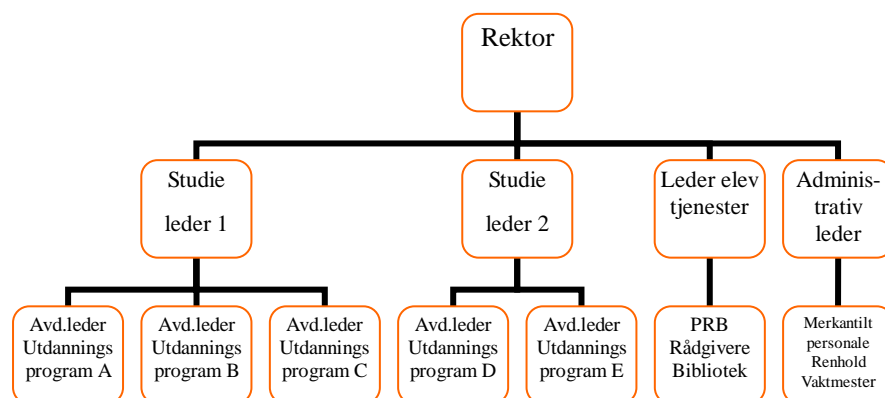 Rektor
Studie
leder 1
Studie
leder 2
Leder elev
tjenester
Adminis-
trativ
leder
Avd.leder
Utdannings
program A
Avd.leder
Utdannings
program B
Avd.leder
Utdannings
program C
Avd.leder
Utdannings
program D
Avd.leder
Utdannings
program E
PRB
Rådgivere
Bibliotek
Merkantilt
personale
Renhold
Vaktmester